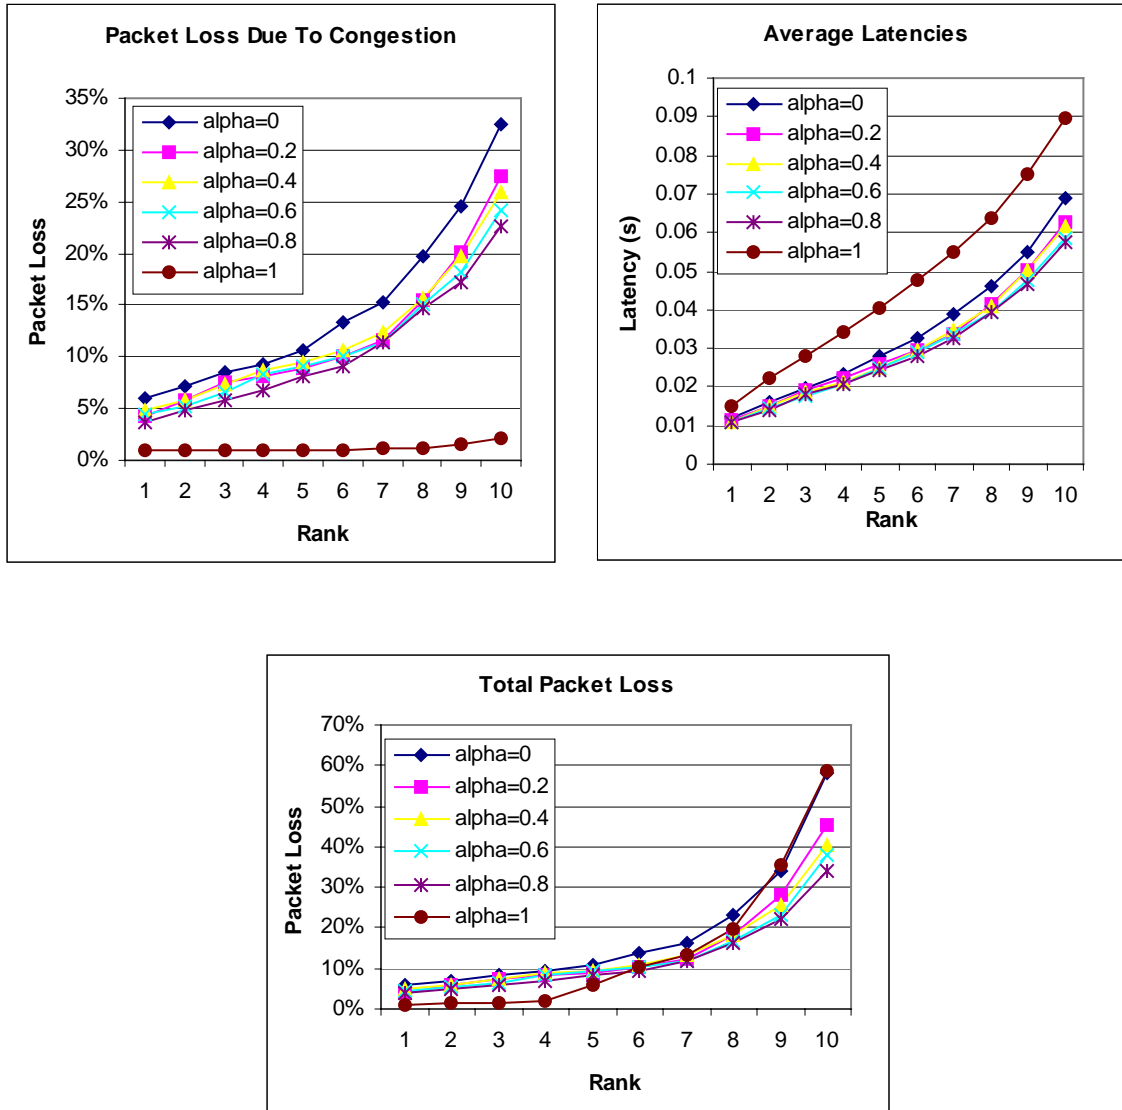 Packet Loss Due To Congestion
Packet Loss
35%
30%
25%
20%
15%
10%
5%
0%
alpha=0
alpha=0.2
alpha=0.4
alpha=0.6
alpha=0.8
alpha=1
1 2 3 4 5 6 7 8 9 10
Rank
Average Latencies
Latency (s)
0.1
0.09
0.08
0.07
0.06
0.05
0.04
0.03
0.02
0.01
0
alpha=0
alpha=0.2
alpha=0.4
alpha=0.6
alpha=0.8
alpha=1
1 2 3 4 5 6 7 8 9 10
Rank
Total Packet Loss
Packet Loss
70%
60%
50%
40%
30%
20%
10%
0%
alpha=0
alpha=0.2
alpha=0.4
alpha=0.6
alpha=0.8
alpha=1
1 2 3 4 5 6 7 8 9 10
Rank